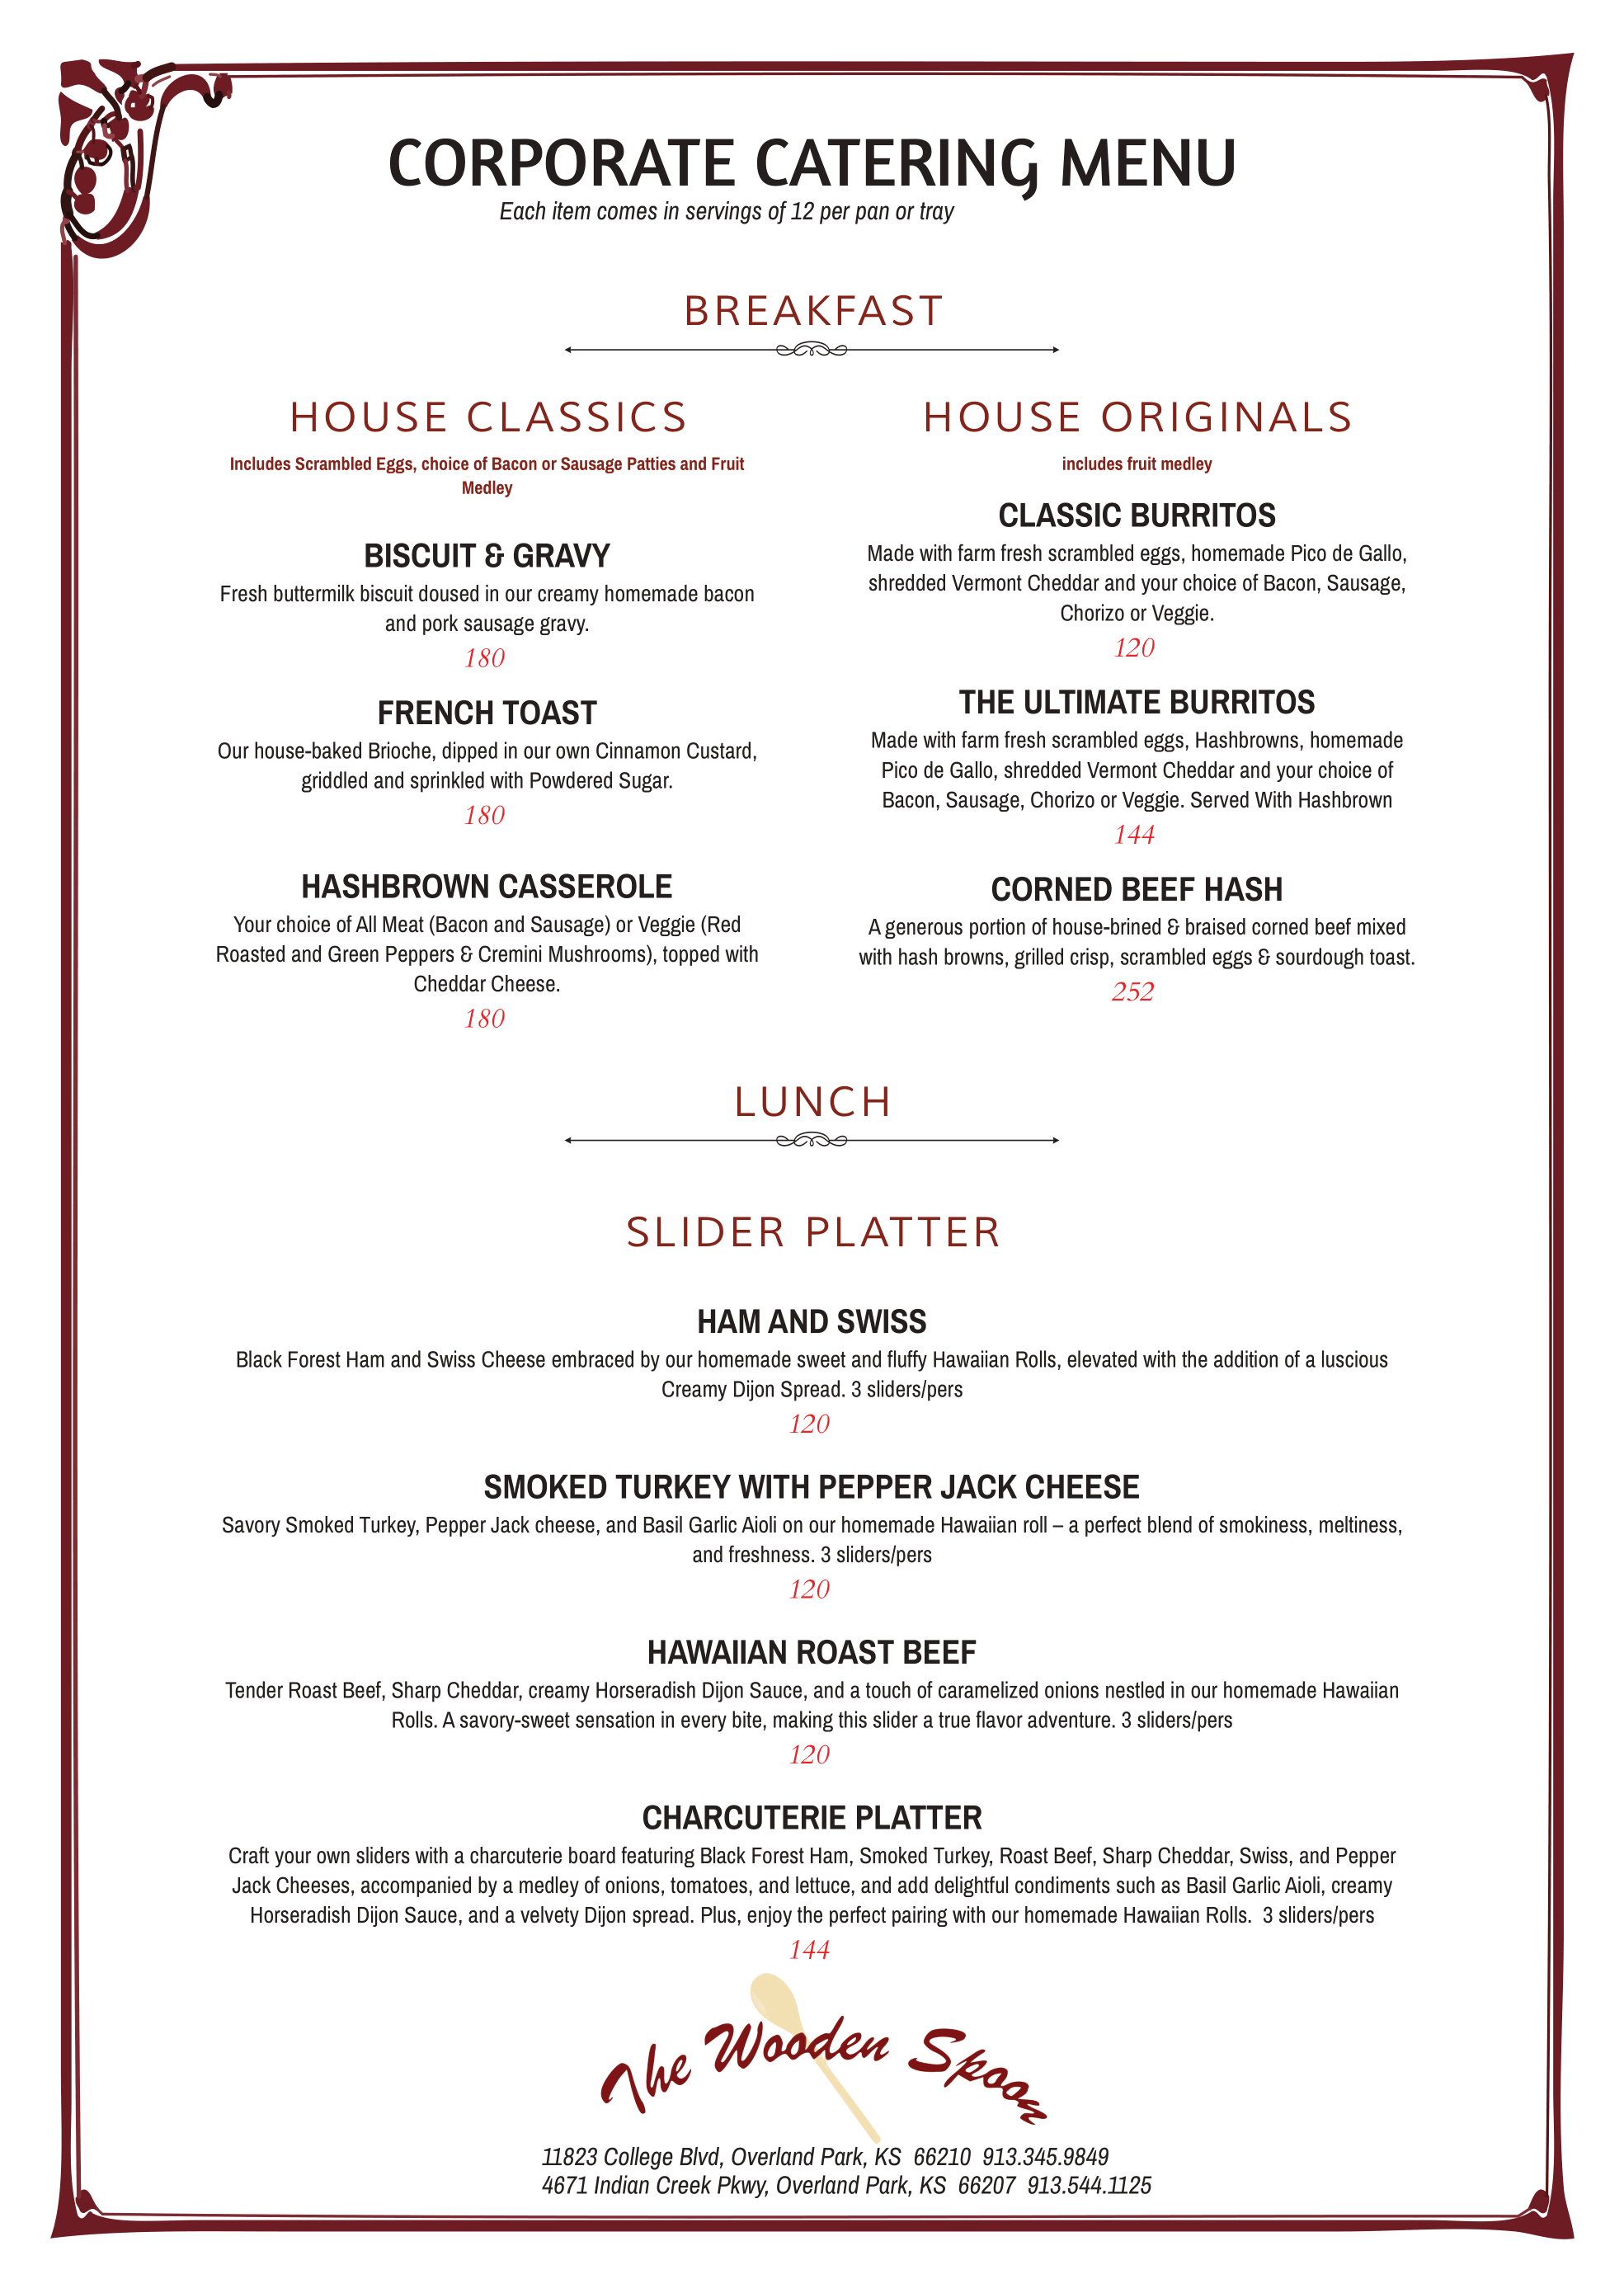 CORPORATE CATERING MENU
Each item comes in servings of 12 per pan or tray
BREAKFAST
HOUSE CLASSICS
Includes Scrambled Eggs, choice of Bacon or Sausage Patties and Fruit
Medley
BISCUIT & GRAVY
Fresh buttermilk biscuit doused in our creamy homemade bacon
and pork sausage gravy.
180
FRENCH TOAST
Our house-baked Brioche, dipped in our own Cinnamon Custard,
griddled and sprinkled with Powdered Sugar.
180
HASHBROWN CASSEROLE
Your choice of All Meat (Bacon and Sausage) or Veggie (Red
Roasted and Green Peppers & Cremini Mushrooms), topped with
Cheddar Cheese.
180
HOUSE ORIGINALS
includes fruit medley
CLASSIC BURRITOS
Made with farm fresh scrambled eggs, homemade Pico de Gallo,
shredded Vermont Cheddar and your choice of Bacon, Sausage,
Chorizo or Veggie.
120
THE ULTIMATE BURRITOS
Made with farm fresh scrambled eggs, Hashbrowns, homemade
Pico de Gallo, shredded Vermont Cheddar and your choice of
Bacon, Sausage, Chorizo or Veggie. Served With Hashbrown
144
CORNED BEEF HASH
A generous portion of house-brined & braised corned beef mixed
with hash browns, grilled crisp, scrambled eggs & sourdough toast.
252
LUNCH
SLIDER PLATTER
HAM AND SWISS
Black Forest Ham and Swiss Cheese embraced by our homemade sweet and fluffy Hawaiian Rolls, elevated with the addition of a luscious
Creamy Dijon Spread. 3 sliders/pers
120
SMOKED TURKEY WITH PEPPER JACK CHEESE
Savory Smoked Turkey, Pepper Jack cheese, and Basil Garlic Aioli on our homemade Hawaiian roll – a perfect blend of smokiness, meltiness,
and freshness. 3 sliders/pers
120
HAWAIIAN ROAST BEEF
Tender Roast Beef, Sharp Cheddar, creamy Horseradish Dijon Sauce, and a touch of caramelized onions nestled in our homemade Hawaiian
Rolls. A savory-sweet sensation in every bite, making this slider a true flavor adventure. 3 sliders/pers
120
CHARCUTERIE PLATTER
Craft your own sliders with a charcuterie board featuring Black Forest Ham, Smoked Turkey, Roast Beef, Sharp Cheddar, Swiss, and Pepper
Jack Cheeses, accompanied by a medley of onions, tomatoes, and lettuce, and add delightful condiments such as Basil Garlic Aioli, creamy
Horseradish Dijon Sauce, and a velvety Dijon spread. Plus, enjoy the perfect pairing with our homemade Hawaiian Rolls.  3 sliders/pers
144
The Wooden Spoon
11823 College Blvd, Overland Park, KS  66210  913.345.9849
4671 Indian Creek Pkwy, Overland Park, KS  66207  913.544.1125